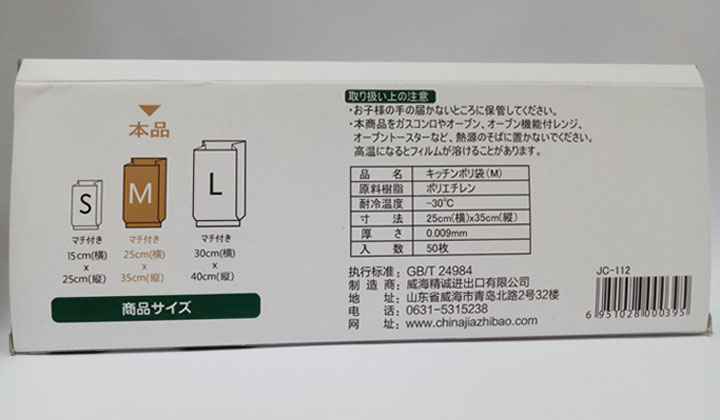 本品
S
M
L
マチ付き
15cm(横)
x
25cm(縦)
マチ付き
25cm(横)
x
35cm(縦)
マチ付き
30cm(横)
x
40cm(縦)
商品サイズ
取り扱い上の注意
・お子様の手の届かないところに保管してください。
・本商品をガスコンロやオーブン、オーブン機能付レンジ、
オーブントースターなど、熱源のそばに置かないでください。
高温になるとフィルムが溶けることがあります。
品 名 キッチンポリ袋(M)
原料樹脂 ポリエチレン
耐冷温度 -30℃
寸 法 25cm(横)x35cm(縦)
厚 さ 0.009mm
入 数 50枚
执行标准: GB/T 24984
制 造 商: 威海精诚进出口有限公司
地 址: 山东省威海市青岛北路2号32楼
电 话: 0631-5315238
网 址: www.chinajiazhibao.com
JC-112
6 951028 000395